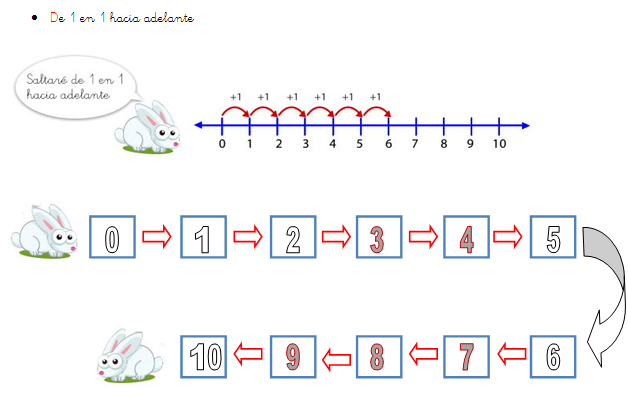 • De 1 en 1 hacia adelante
Saltaré de 1 en 1
hacia adelante
+1 +1 +1 +1 +1 +1
0 1 2 3 4 5 6 7 8 9 10
0 1 2 3 4 5
10 9 8 7 6